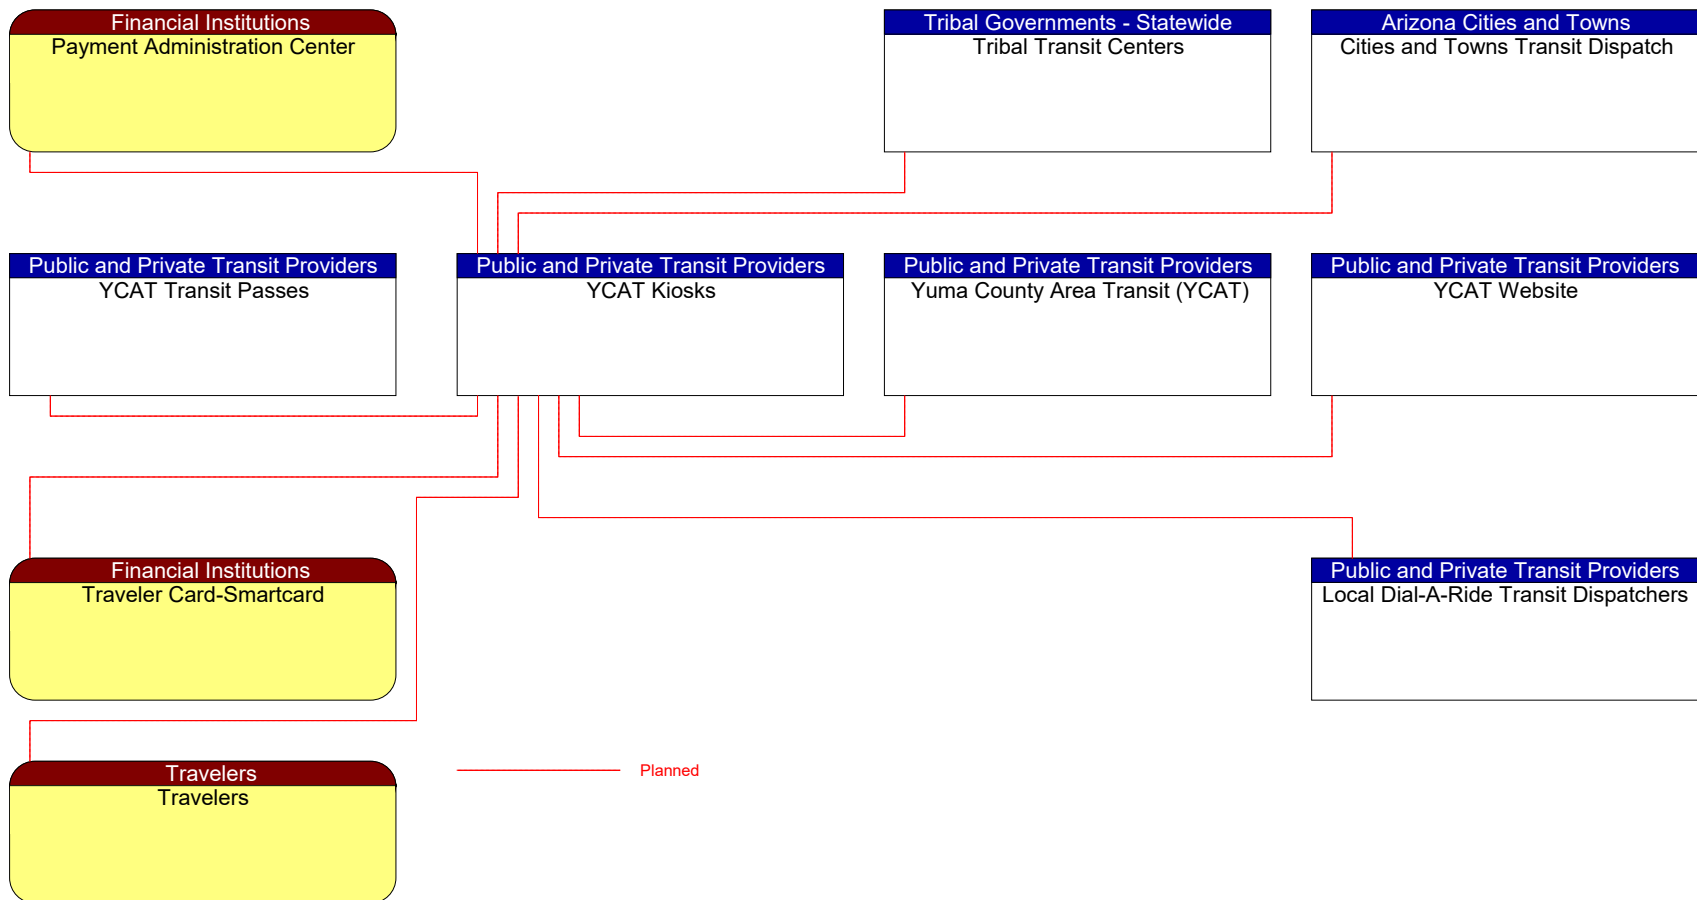 Financial Institutions
Payment Administration Center
Tribal Governments - Statewide
Tribal Transit Centers
Arizona Cities and Towns
Cities and Towns Transit Dispatch
Public and Private Transit Providers
YCAT Transit Passes
Public and Private Transit Providers
YCAT Kiosks
Public and Private Transit Providers
Yuma County Area Transit (YCAT)
Public and Private Transit Providers
YCAT Website
Financial Institutions
Traveler Card-Smartcard
Public and Private Transit Providers
Local Dial-A-Ride Transit Dispatchers
Travelers
Travelers
Planned